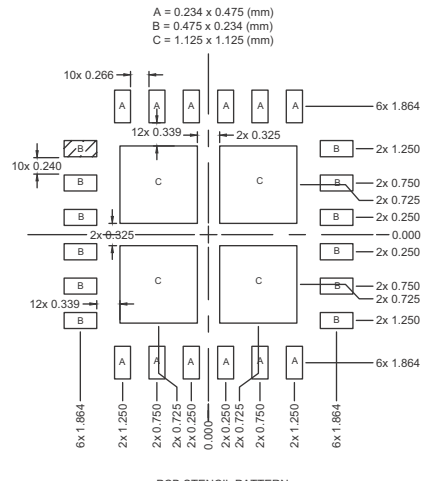 A = 0.234 x 0.475 (mm)
B = 0.475 x 0.234 (mm)
C = 1.125 x 1.125 (mm)
10x 0.266
A A A A A A
6x 1.864
12x 0.339
2x 0.325
B
B
2x 1.250
10x 0.240
C
C
B
B
2x 0.750
2x 0.725
B
B
2x 0.250
2x 0.325
0.000
B
B
2x 0.250
C
C
B
B
2x 0.750
2x 0.725
12x 0.339
B
B
2x 1.250
A A A A A A
6x 1.864
6x 1.864
2x 1.250
2x 0.750
2x 0.725
2x 0.250
0.000
2x 0.250
2x 0.725
2x 0.750
2x 1.250
6x 1.864
PCB STENCIL PATTERN